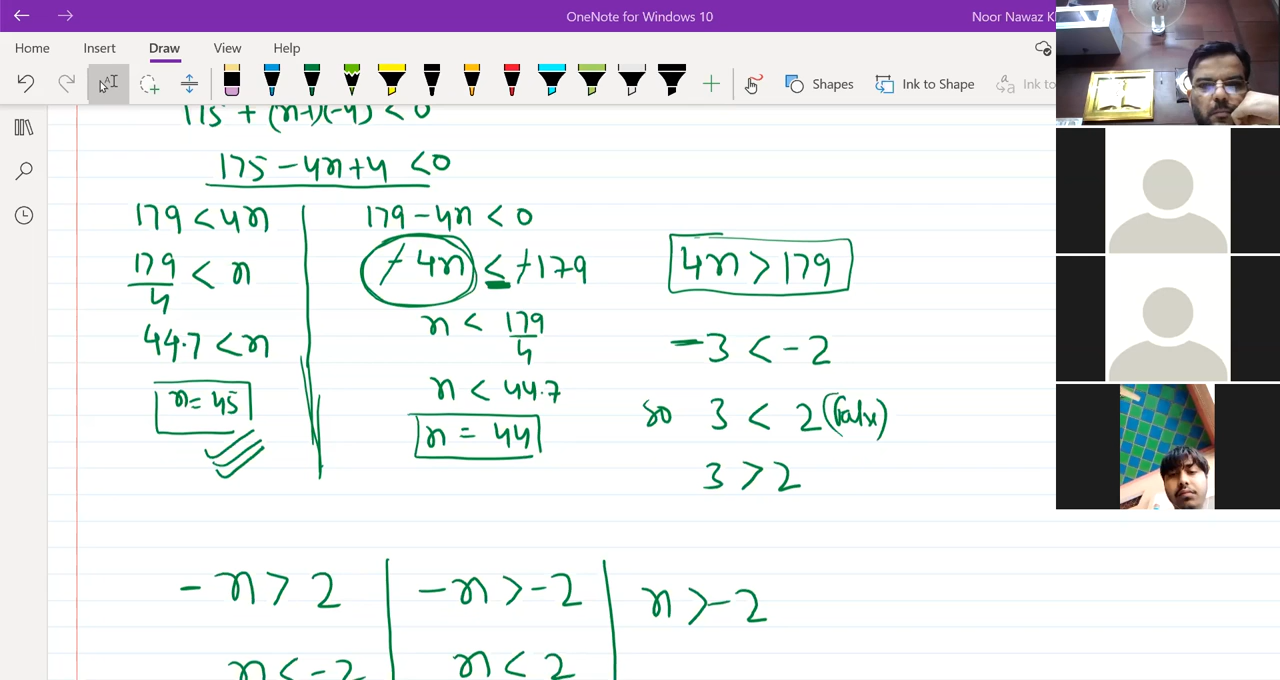 OneNote for Windows 10
Noor Nawaz K
Home Insert Draw View Help
Shapes Ink to Shape Ink to
175 + (n-1)(-4) < 0
175 - 4n + 4 < 0
179 < 4n
179/4 < n
44.7 < n
n = 45
179 - 4n < 0
- 4n < - 179
n < 179/4
n < 44.7
n = 44
4n > 179
-3 < -2
so 3 < 2 (false)
3 > 2
- n > 2
n < -2
- n > -2
n < 2
n > -2